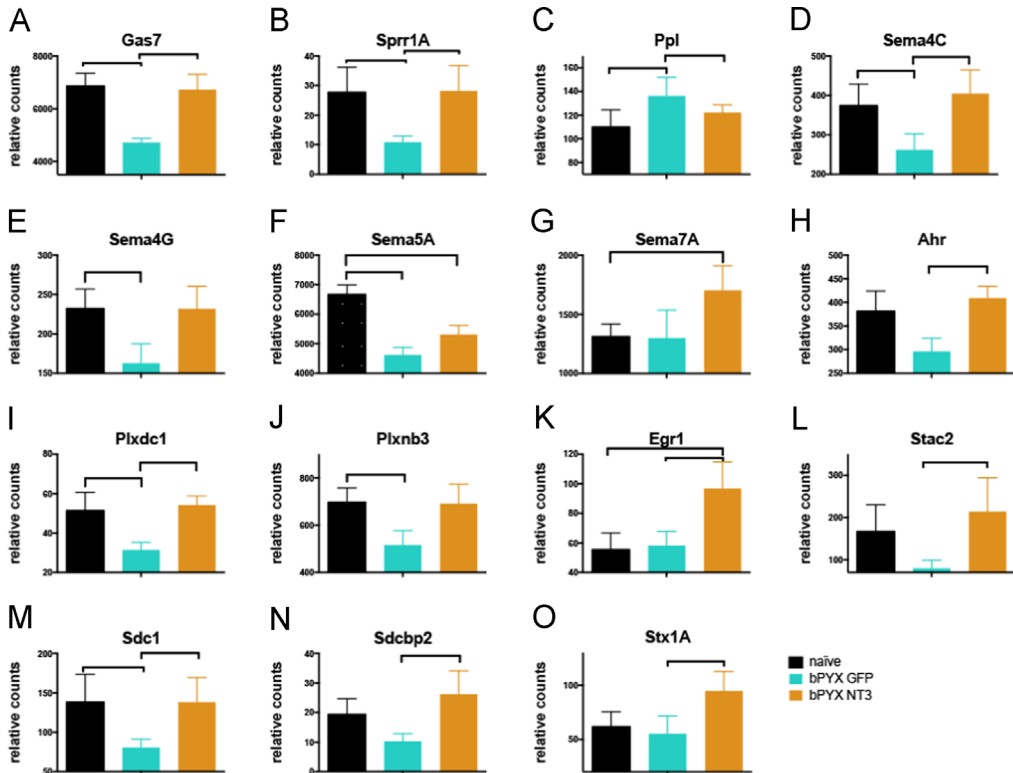 A
Gas7
relative counts
8000
6000
4000
B
Sprr1A
relative counts
40
30
20
10
0
C
Ppl
relative counts
160
140
120
100
80
D
Sema4C
relative counts
500
400
300
200
E
Sema4G
relative counts
300
250
200
150
F
Sema5A
relative counts
8000
7000
6000
5000
4000
G
Sema7A
relative counts
2000
1500
1000
H
Ahr
relative counts
500
450
400
350
300
250
I
Plxdc1
relative counts
80
60
40
20
J
Plxnb3
relative counts
800
600
400
K
Egr1
relative counts
120
100
80
60
40
L
Stac2
relative counts
300
200
100
M
Sdc1
relative counts
200
150
100
50
N
Sdcbp2
relative counts
40
30
20
10
0
O
Stx1A
relative counts
100
50
naïve
bPYX GFP
bPYX NT3